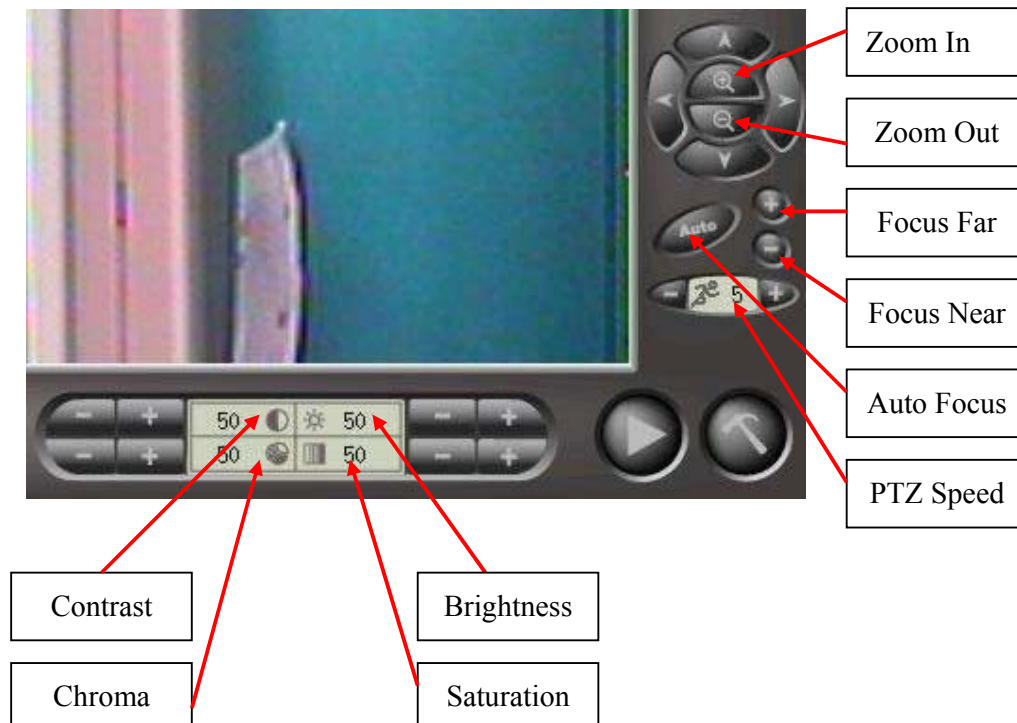 Zoom In
Zoom Out
Focus Far
Auto
Focus Near
5
Auto Focus
50 50
50 50
PTZ Speed
Contrast
Brightness
Chroma
Saturation